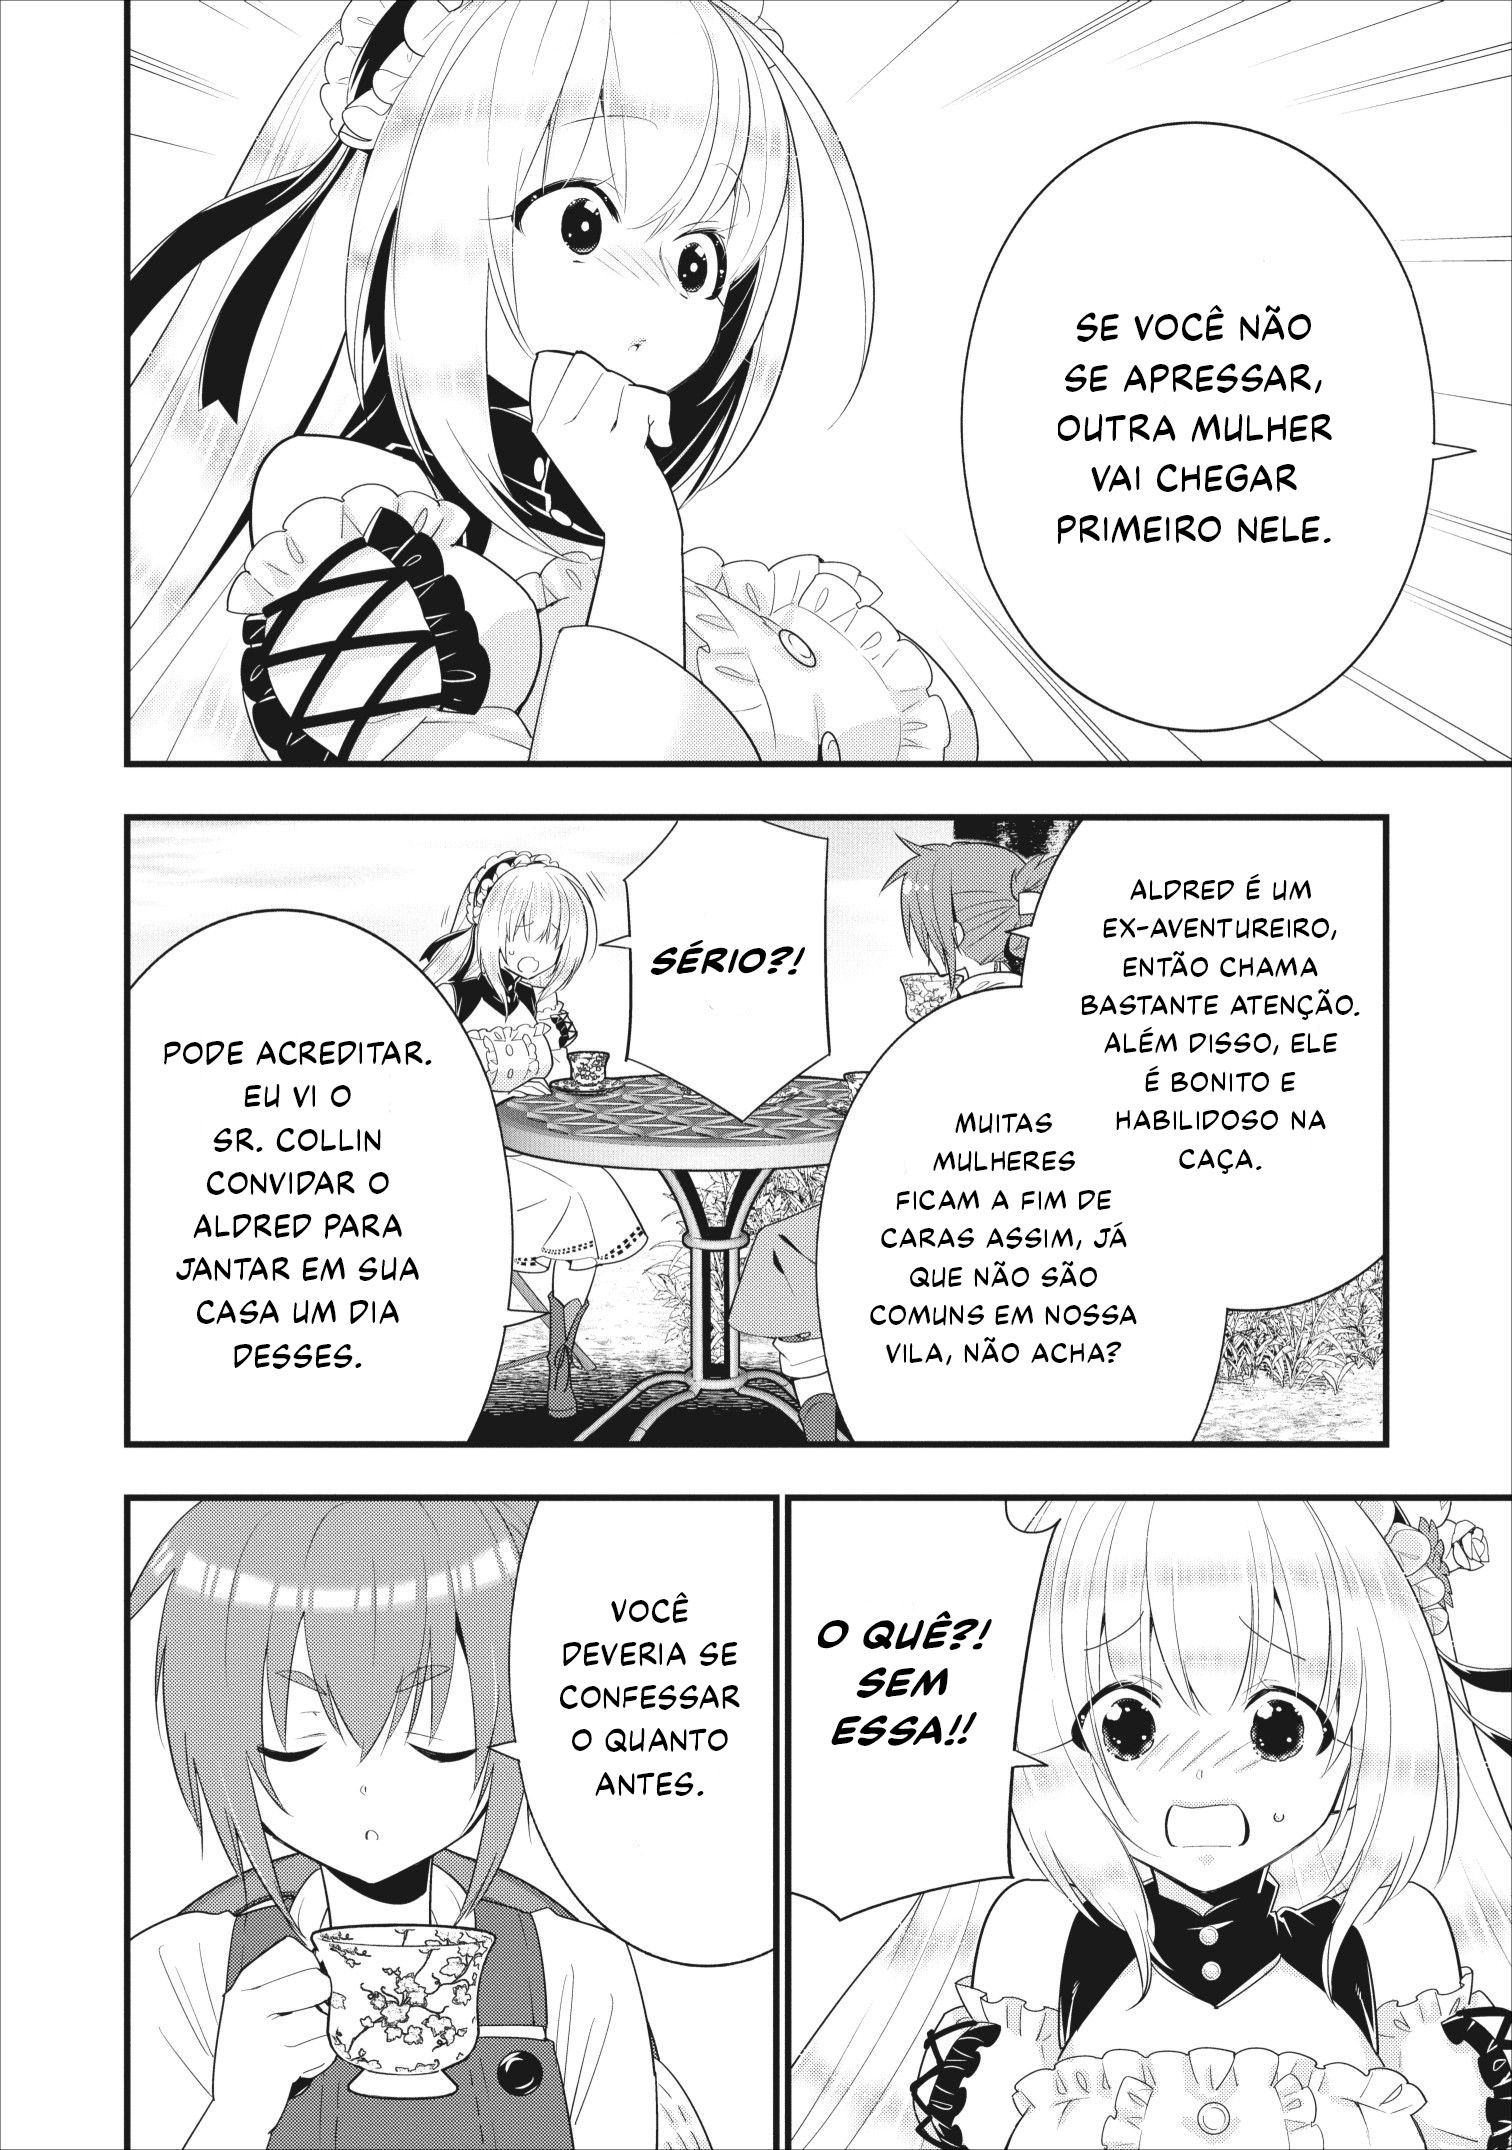 SE VOCÊ NÃO
SE APRESSAR,
OUTRA MULHER
VAI CHEGAR
PRIMEIRO NELE.
ALDRED É UM
EX-AVENTUREIRO,
ENTÃO CHAMA
BASTANTE ATENÇÃO.
ALÉM DISSO, ELE
É BONITO E
HABILIDOSO NA
CAÇA.
MUITAS
MULHERES
FICAM A FIM DE
CARAS ASSIM, JÁ
QUE NÃO SÃO
COMUNS EM NOSSA
VILA, NÃO ACHA?
SÉRIO?!
PODE ACREDITAR.
EU VI O
SR. COLLIN
CONVIDAR O
ALDRED PARA
JANTAR EM SUA
CASA UM DIA
DESSES.
O QUÊ?!
SEM
ESSA!!
VOCÊ
DEVERIA SE
CONFESSAR
O QUANTO
ANTES.